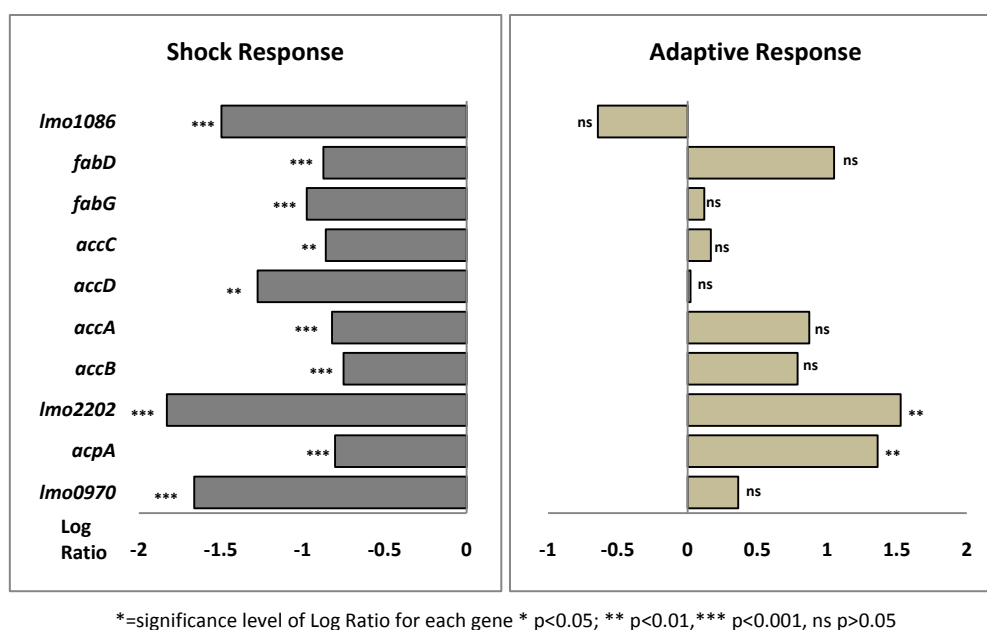 Shock Response
Adaptive Response
lmo1086 *** ns
fabD *** ns
fabG *** ns
accC ** ns
accD ** ns
accA *** ns
accB *** ns
lmo2202 *** **
acpA *** **
lmo0970 *** ns
Log
Ratio
-2 -1.5 -1 -0.5 0
-1 0 0.5 1 1.5 2
*=significance level of Log Ratio for each gene * p<0.05; ** p<0.01,*** p<0.001, ns p>0.05